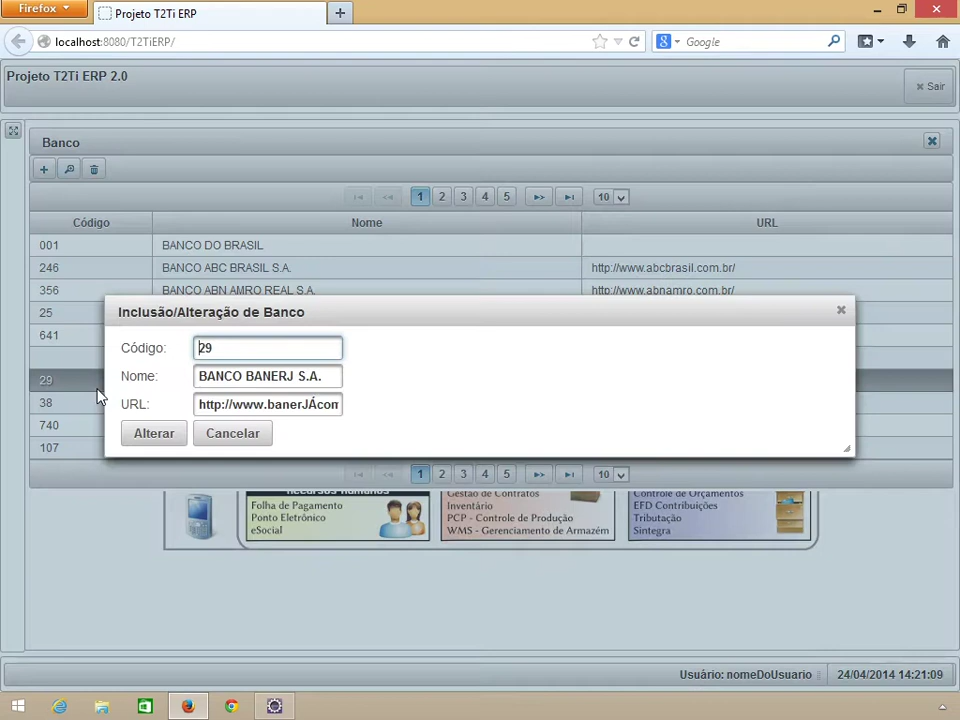 Firefox
Projeto T2Ti ERP
localhost:8080/T2TiERP/
Google
Projeto T2Ti ERP 2.0
Sair
Banco
1 2 3 4 5 10
Código Nome URL
001 BANCO DO BRASIL
246 BANCO ABC BRASIL S.A. http://www.abcbrasil.com.br/
356 BANCO ABN AMRO REAL S.A. http://www.abnamro.com.br/
25
641
29
38
740
107
Inclusão/Alteração de Banco
Código: 29
Nome: BANCO BANERJ S.A.
URL: http://www.banerJÁcom
Alterar Cancelar
1 2 3 4 5 10
Recursos Humanos
Folha de Pagamento
Ponto Eletrônico
eSocial
Gestão de Contratos
Inventário
PCP - Controle de Produção
WMS - Gerenciamento de Armazém
Controle de Orçamentos
EFD Contribuições
Tributação
Sintegra
Usuário: nomeDoUsuario 24/04/2014 14:21:09